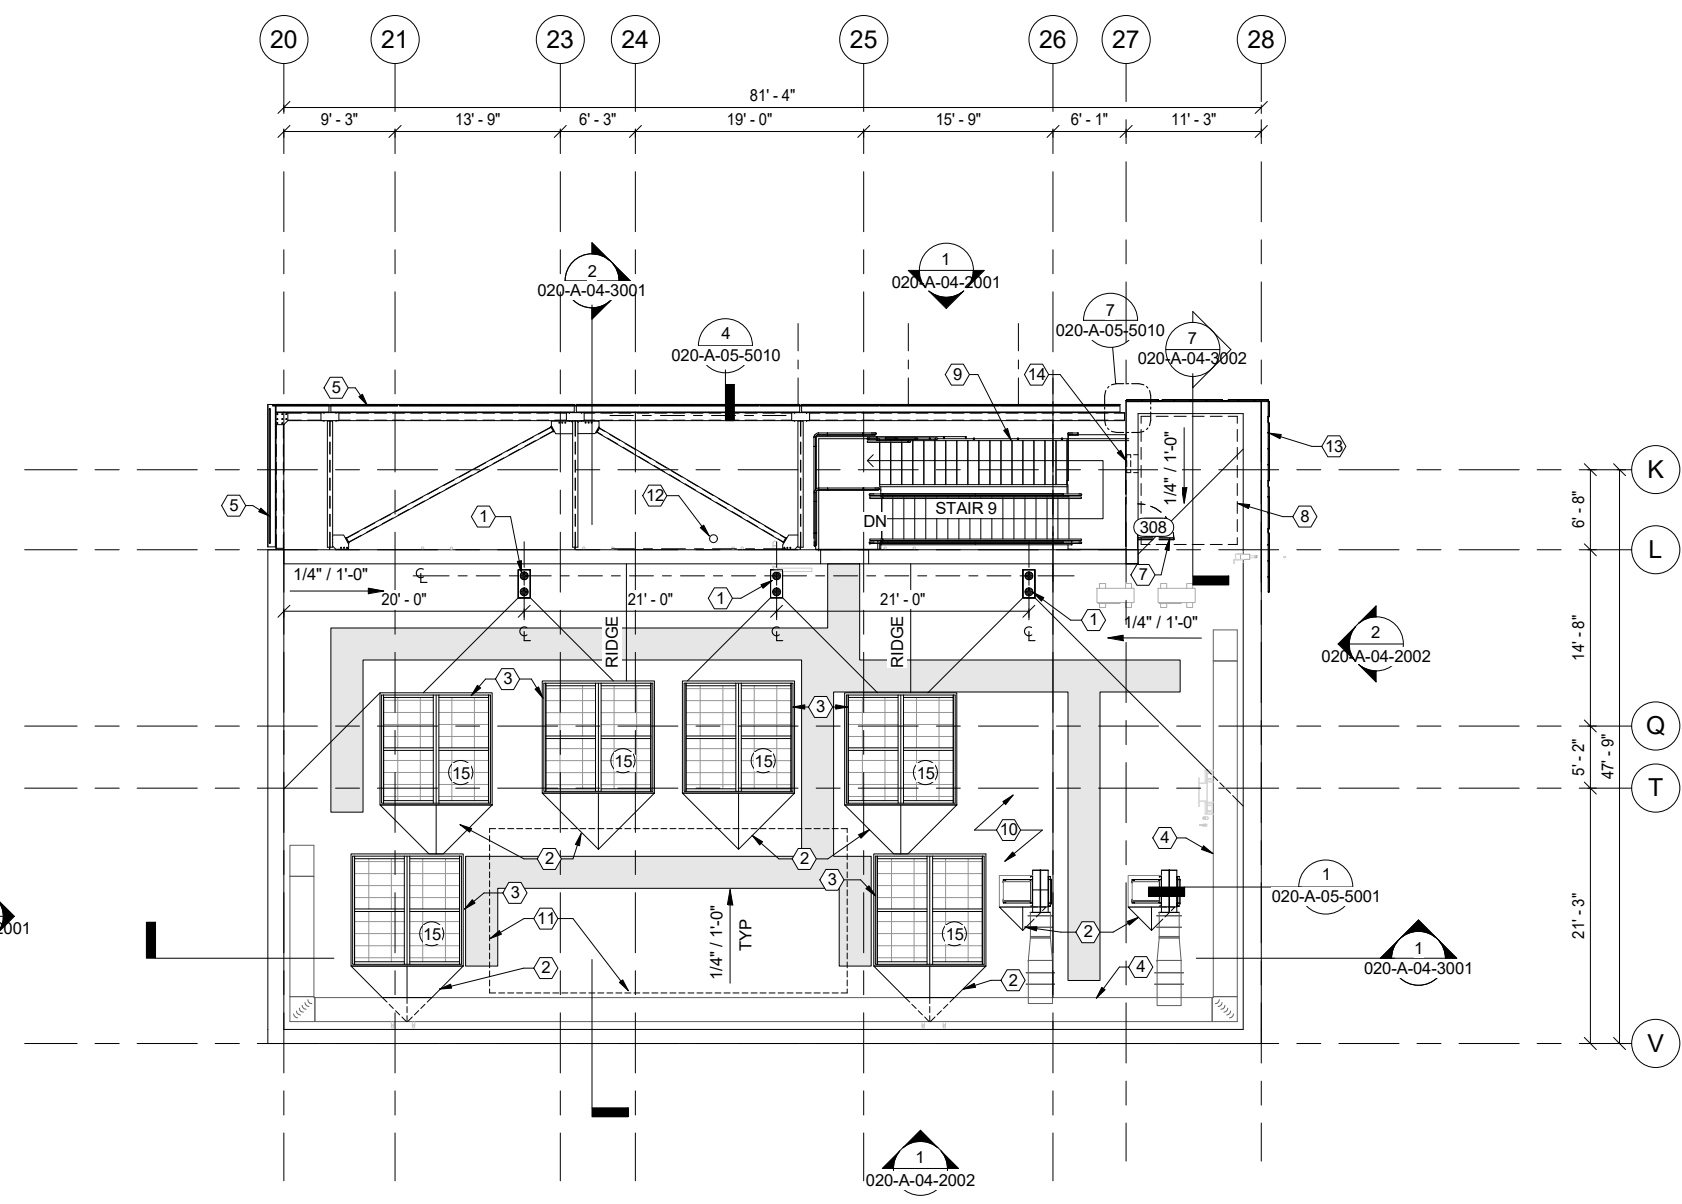 20 21 23 24 25 26 27 28
81' - 4"
9' - 3" 13' - 9" 6' - 3" 19' - 0" 15' - 9" 6' - 1" 11' - 3"
2
020-A-04-3001
1
020-A-04-2001
7
020-A-05-5010
4
020-A-05-5010
7
020-A-04-3002
5
9
14
13
K
1/4" / 1'-0"
5
12
1
DN
STAIR 9
308
8
6' - 8"
L
7
1/4" / 1'-0"
℄
20' - 0"
21' - 0"
21' - 0"
1
1
1/4" / 1'-0"
℄
℄
℄
RIDGE
RIDGE
2
020-A-04-2002
14' - 8"
3
3
Q
15
15
15
15
5' - 2"
47' - 9"
T
10
4
2
2
3
3
1
020-A-05-5001
11
15
15
2
001
1/4" / 1'-0"
TYP
21' - 3"
2
2
4
1
020-A-04-3001
V
1
020-A-04-2002